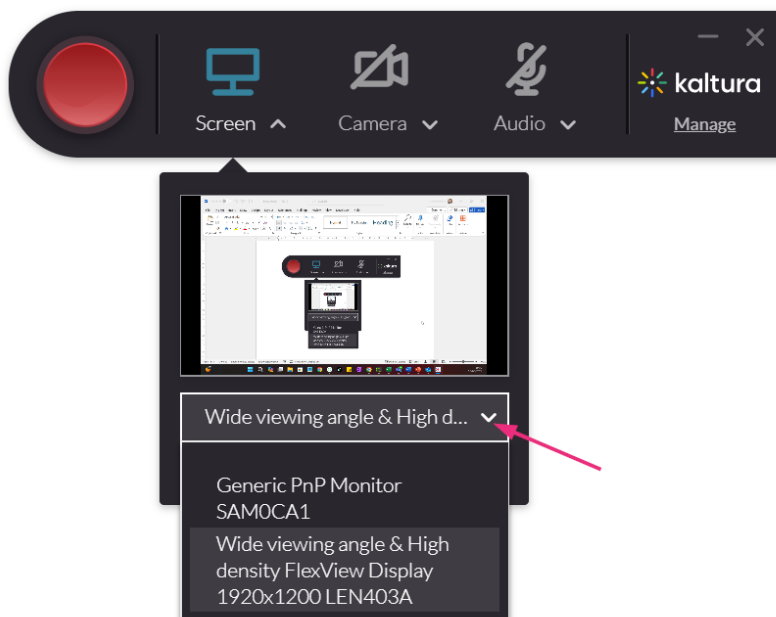 Screen
Camera
Audio
kaltura
Manage
Wide viewing angle & High d...
Generic PnP Monitor
SAM0CA1
Wide viewing angle & High
density FlexView Display
1920x1200 LEN403A